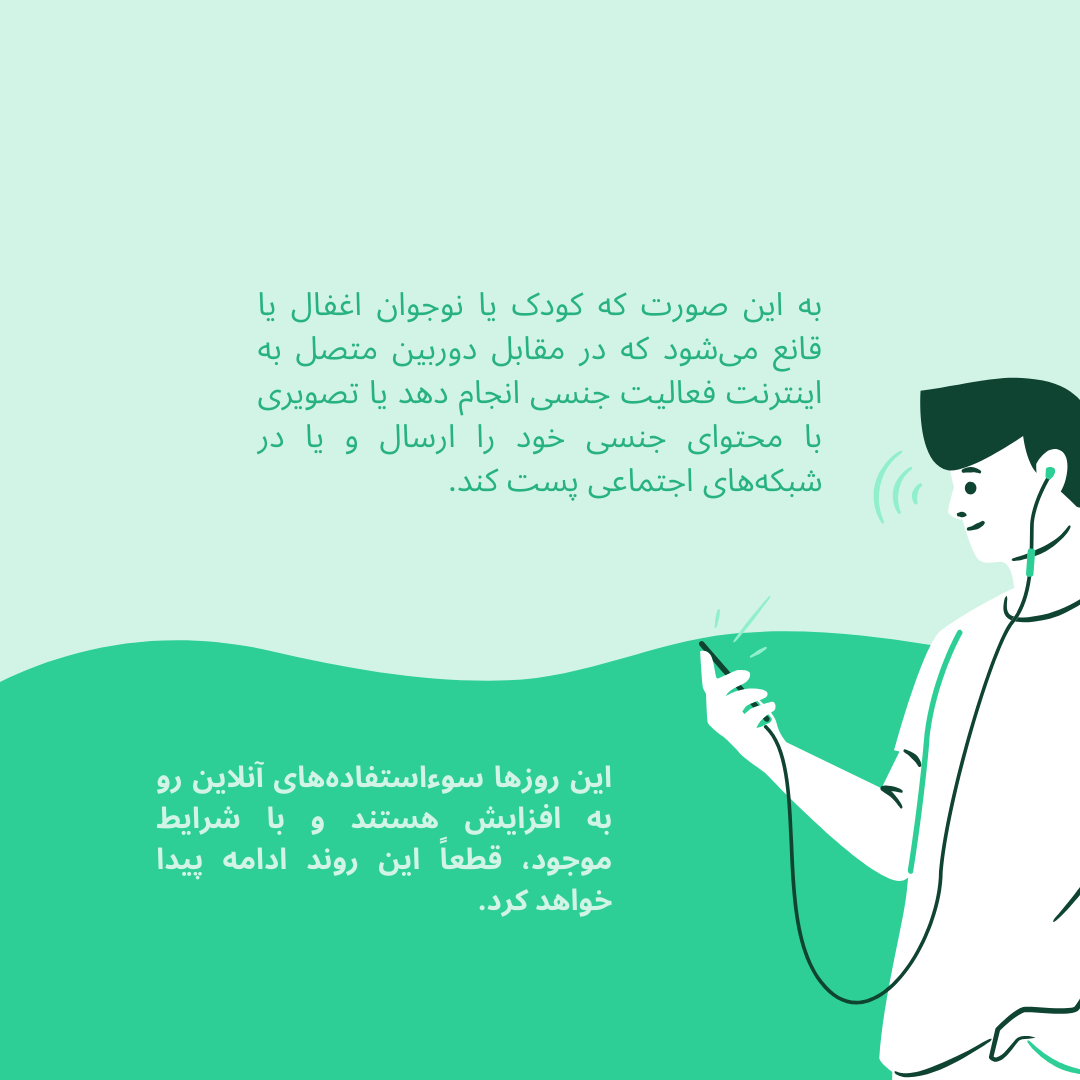 به این صورت که کودک یا نوجوان اغفال یا
قانع می‌شود که در مقابل دوربین متصل به
اینترنت فعالیت جنسی انجام دهد یا تصویری
با محتوای جنسی خود را ارسال و یا در
شبکه‌های اجتماعی پست کند.
این روزها سوءاستفاده‌های آنلاین رو
به افزایش هستند و با شرایط
موجود، قطعاً این روند ادامه پیدا
خواهد کرد.